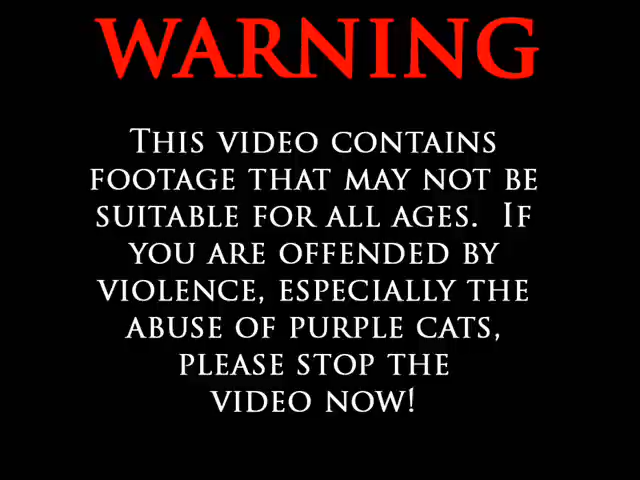 WARNING
THIS VIDEO CONTAINS
FOOTAGE THAT MAY NOT BE
SUITABLE FOR ALL AGES. IF
YOU ARE OFFENDED BY
VIOLENCE, ESPECIALLY THE
ABUSE OF PURPLE CATS,
PLEASE STOP THE
VIDEO NOW!